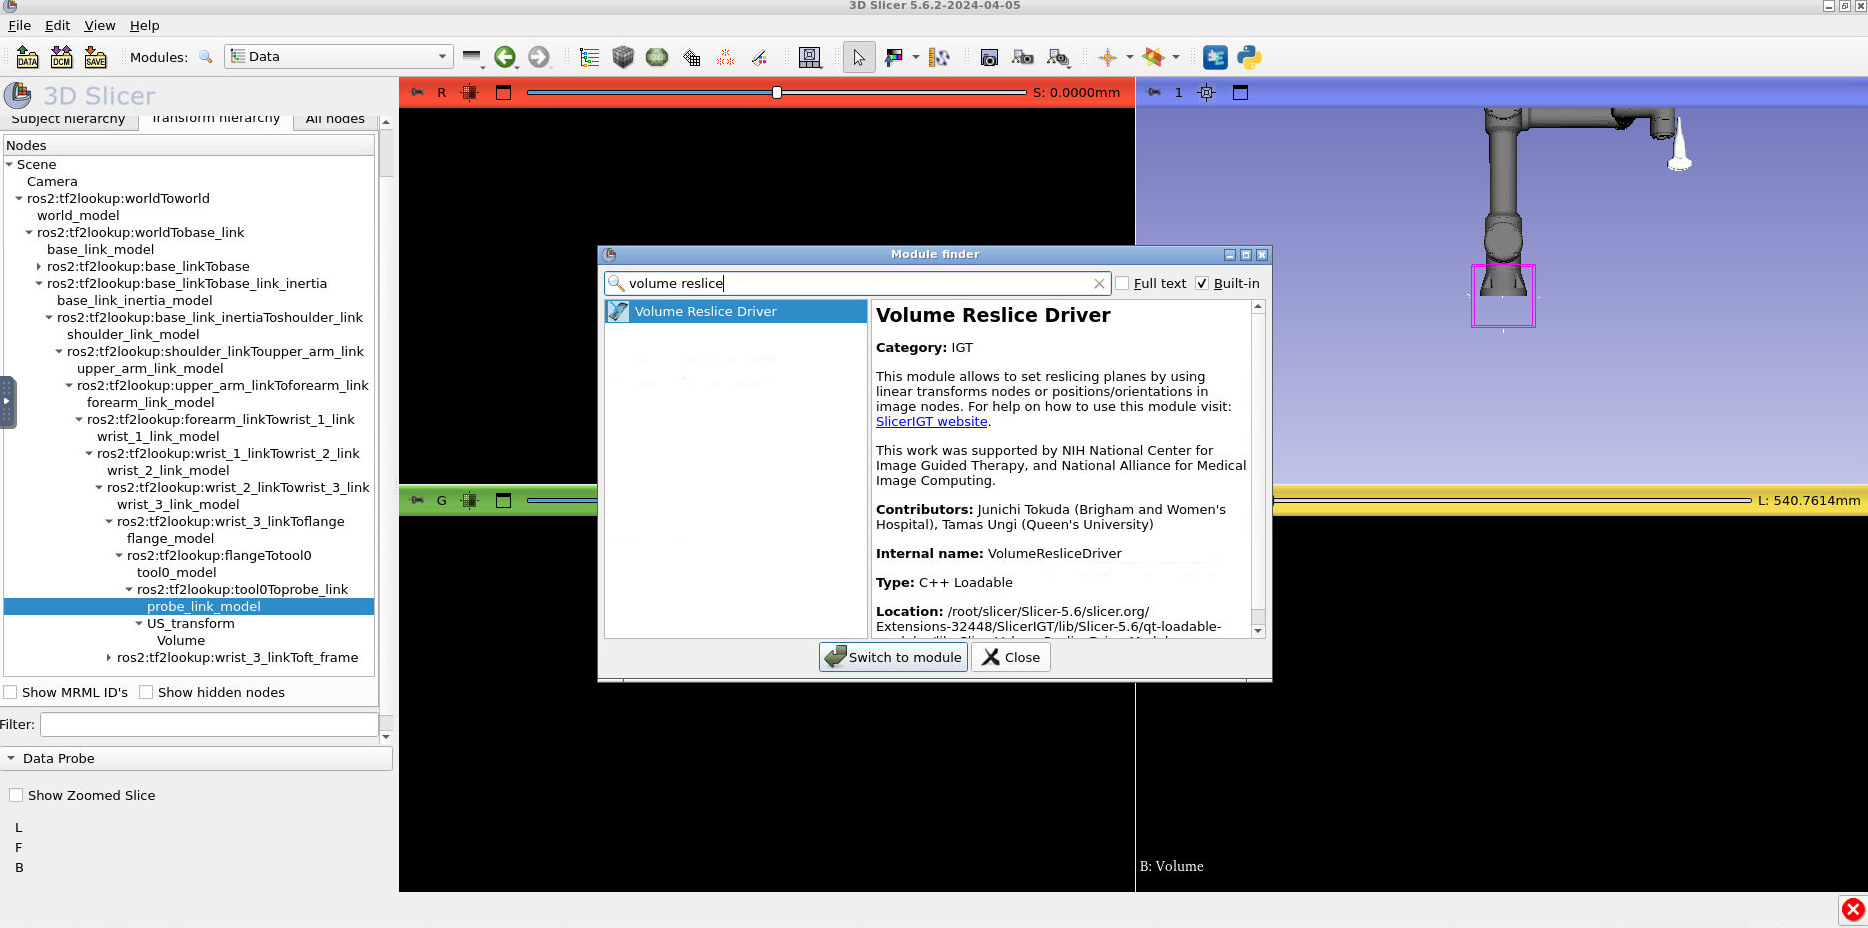 3D Slicer 5.6.2-2024-04-05
File Edit View Help
DATA DCM SAVE Modules: Data
3D Slicer
R S: 0.0000mm
1
Subject hierarchy Transform hierarchy All nodes
Nodes
Scene
Camera
ros2:tf2lookup:worldToworld
world_model
ros2:tf2lookup:worldTobase_link
base_link_model
ros2:tf2lookup:base_linkTobase
ros2:tf2lookup:base_linkTobase_link_inertia
base_link_inertia_model
ros2:tf2lookup:base_link_inertiaToshoulder_link
shoulder_link_model
ros2:tf2lookup:shoulder_linkToupper_arm_link
upper_arm_link_model
ros2:tf2lookup:upper_arm_linkToforearm_link
forearm_link_model
ros2:tf2lookup:forearm_linkTowrist_1_link
wrist_1_link_model
ros2:tf2lookup:wrist_1_linkTowrist_2_link
wrist_2_link_model
ros2:tf2lookup:wrist_2_linkTowrist_3_link
wrist_3_link_model
ros2:tf2lookup:wrist_3_linkToflange
flange_model
ros2:tf2lookup:flangeTotool0
tool0_model
ros2:tf2lookup:tool0Toprobe_link
probe_link_model
US_transform
Volume
ros2:tf2lookup:wrist_3_linkToft_frame
Show MRML ID's Show hidden nodes
Filter:
Data Probe
Show Zoomed Slice
L
F
B
Module finder
volume reslice Full text Built-in
Volume Reslice Driver
Volume Reslice Driver
Category: IGT
This module allows to set reslicing planes by using
linear transforms nodes or positions/orientations in
image nodes. For help on how to use this module visit:
SlicerIGT website.
This work was supported by NIH National Center for
Image Guided Therapy, and National Alliance for Medical
Image Computing.
Contributors: Junichi Tokuda (Brigham and Women's
Hospital), Tamas Ungi (Queen's University)
Internal name: VolumeResliceDriver
Type: C++ Loadable
Location: /root/slicer/Slicer-5.6/slicer.org/
Extensions-32448/SlicerIGT/lib/Slicer-5.6/qt-loadable-
Switch to module Close
G
L: 540.7614mm
B: Volume